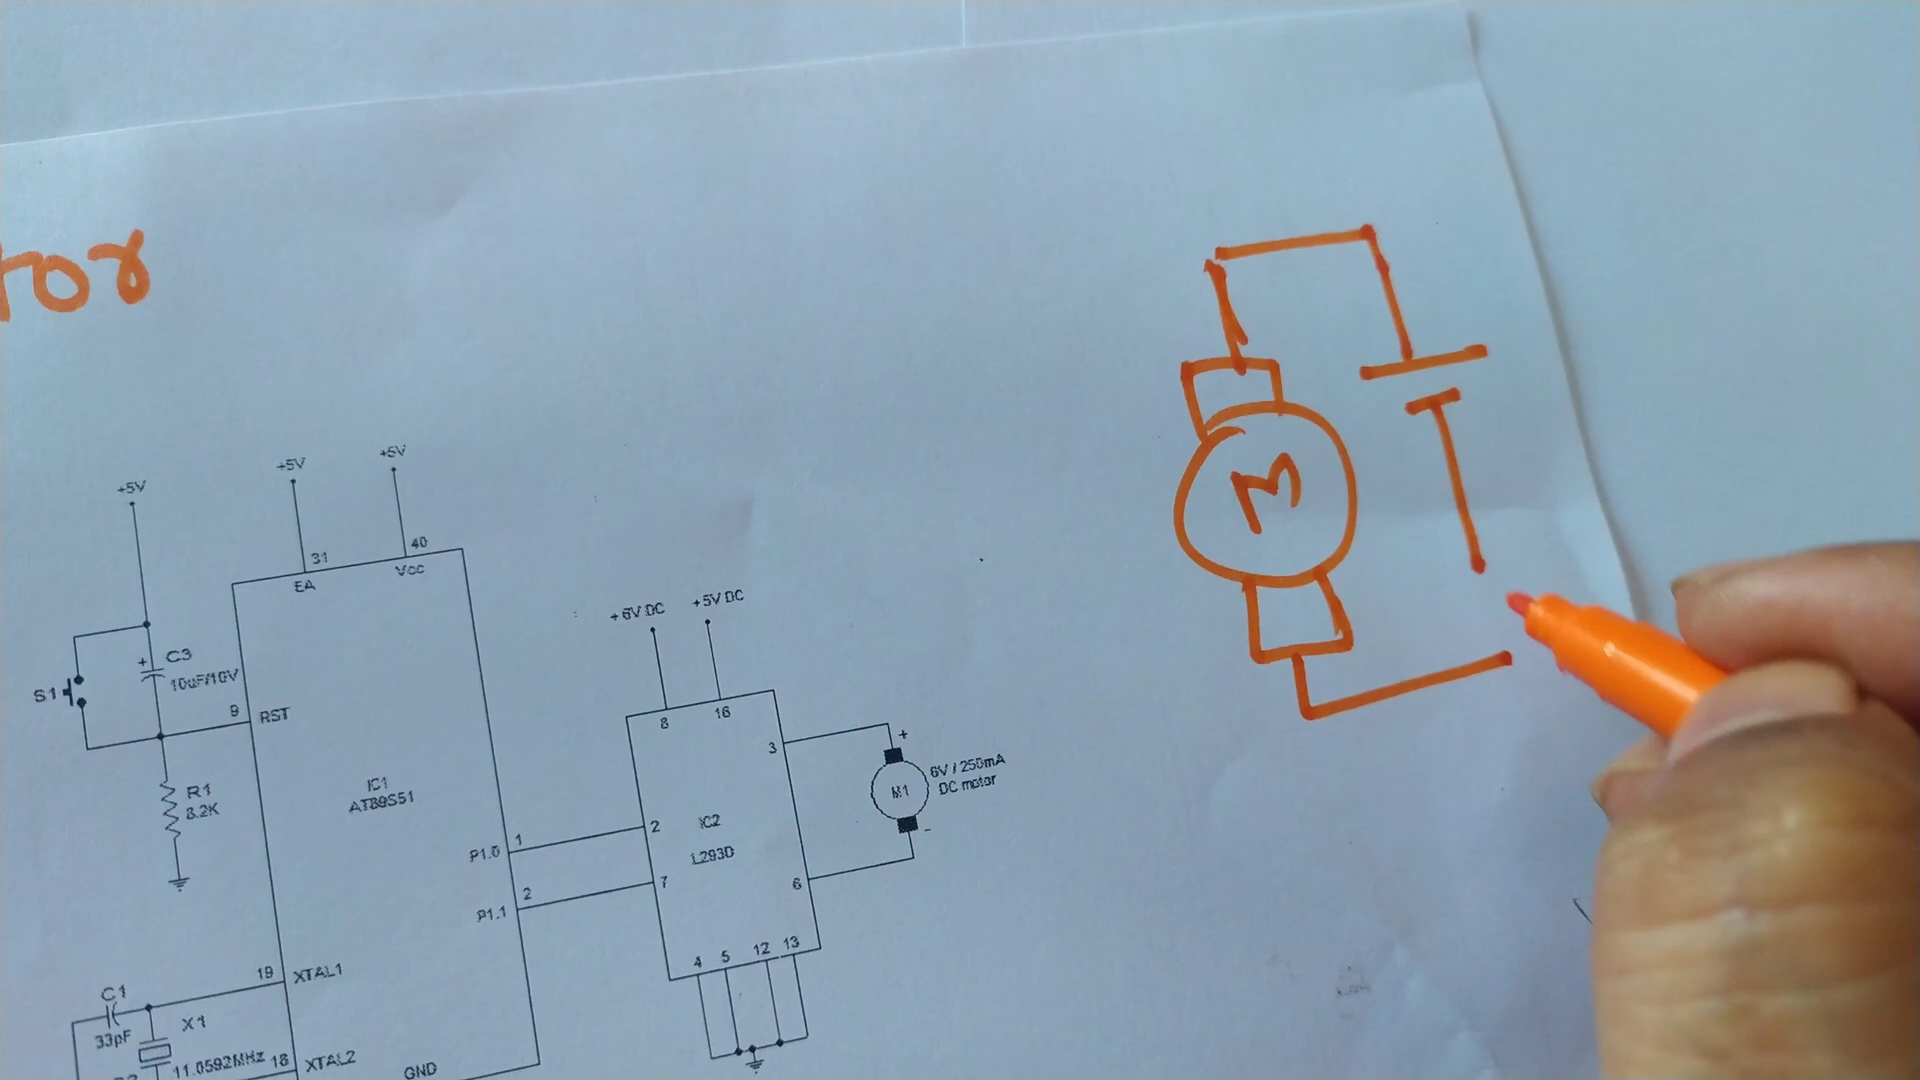 tor
M
+5V
+5V
+5V
31
40
EA
Vcc
+6V DC
+5V DC
C3
10uF/16V
+
S1
9
RST
8
16
3
+
6V / 250mA
DC motor
M1
-
R1
8.2K
IC1
AT89S51
P1.0
1
2
IC2
L293D
P1.1
2
7
6
4
5
12
13
19
XTAL1
C1
33pF
X1
11.0592MHz
18
XTAL2
GND